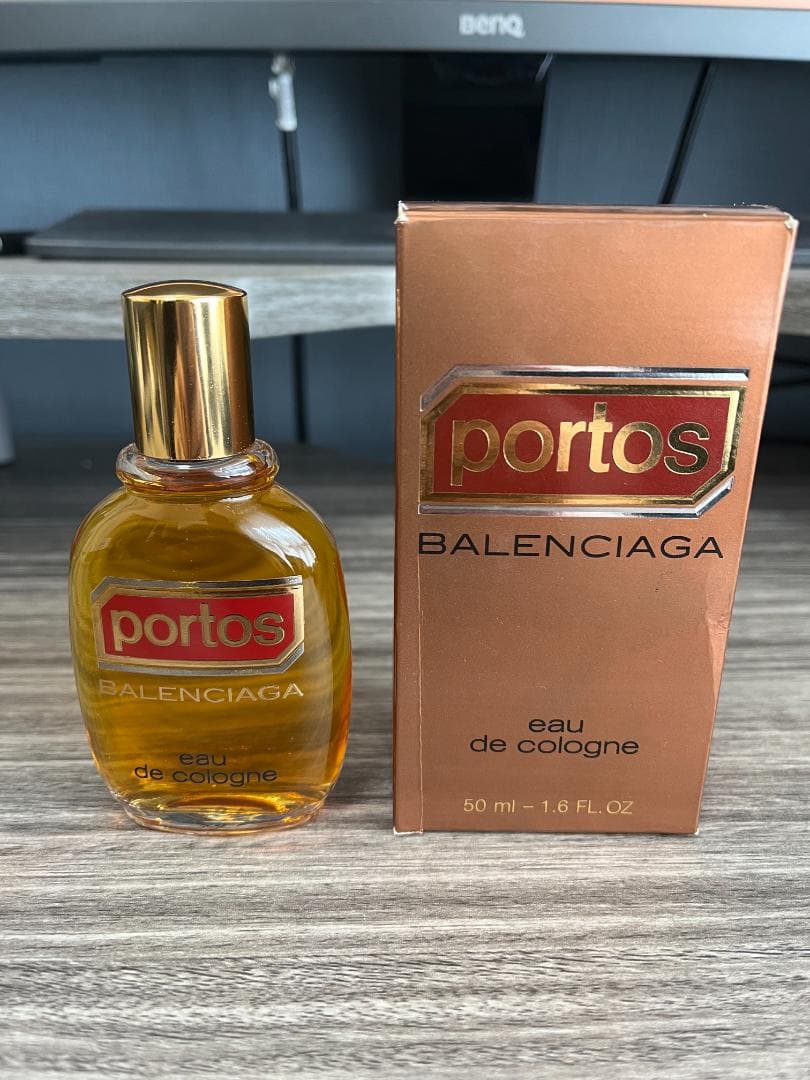 BenQ
portos
BALENCIAGA
eau
de cologne
portos
BALENCIAGA
eau
de cologne
50 ml – 1.6 FL. OZ